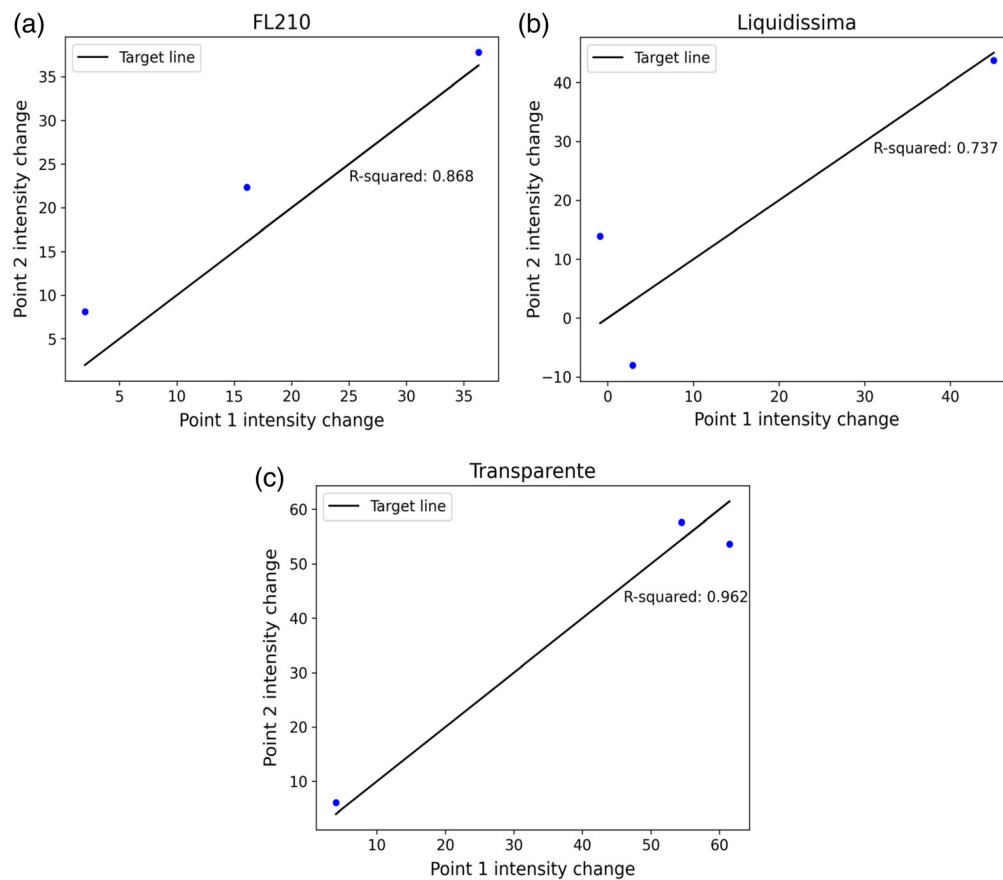 (a)
FL210
Target line
R-squared: 0.868
35
30
25
20
15
10
5
Point 2 intensity change
5 10 15 20 25 30 35
Point 1 intensity change
(b)
Liquidissima
Target line
R-squared: 0.737
40
30
20
10
0
−10
Point 2 intensity change
0 10 20 30 40
Point 1 intensity change
(c)
Transparente
Target line
R-squared: 0.962
60
50
40
30
20
10
Point 2 intensity change
10 20 30 40 50 60
Point 1 intensity change